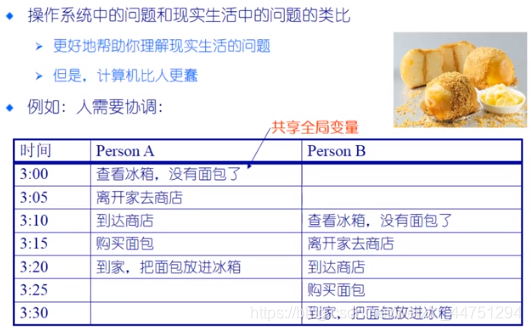 操作系统中的问题和现实生活中的问题的类比
更好地帮助你理解现实生活的问题
但是，计算机比人更蠢
例如：人需要协调：
共享全局变量
时间 Person A Person B
3:00 查看冰箱，没有面包了
3:05 离开家去商店
3:10 到达商店 查看冰箱，没有面包了
3:15 购买面包 离开家去商店
3:20 到家，把面包放进冰箱 到达商店
3:25 购买面包
3:30 到家，把面包放进冰箱